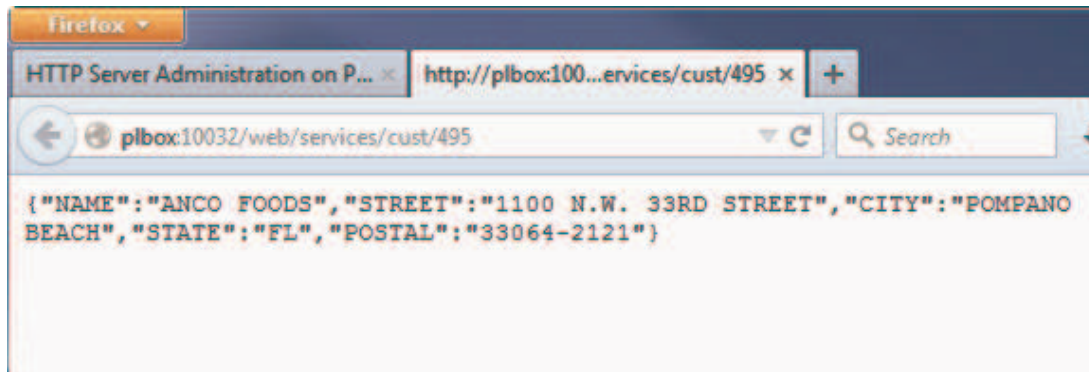 Firefox
HTTP Server Administration on P... × http://plbox:100...ervices/cust/495 × +
plbox:10032/web/services/cust/495 Search
{"NAME":"ANCO FOODS","STREET":"1100 N.W. 33RD STREET","CITY":"POMPANO
BEACH","STATE":"FL","POSTAL":"33064-2121"}